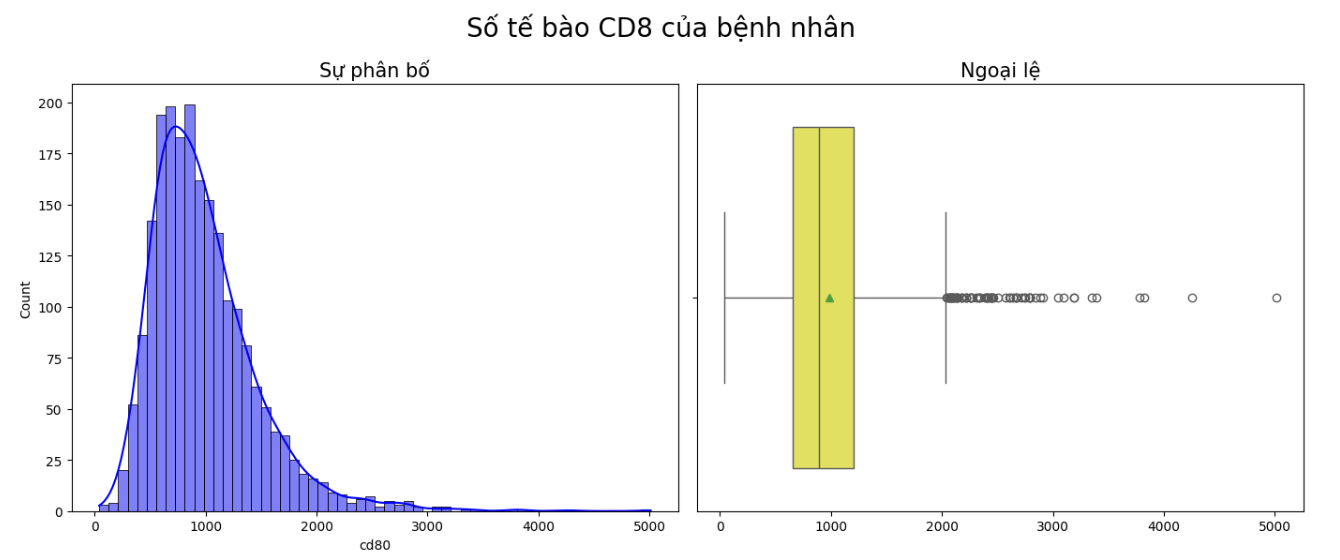 Số tế bào CD8 của bệnh nhân
Sự phân bố
Ngoại lệ
200
175
150
125
100
75
50
25
0
Count
0 1000 2000 3000 4000 5000
cd80
0 1000 2000 3000 4000 5000